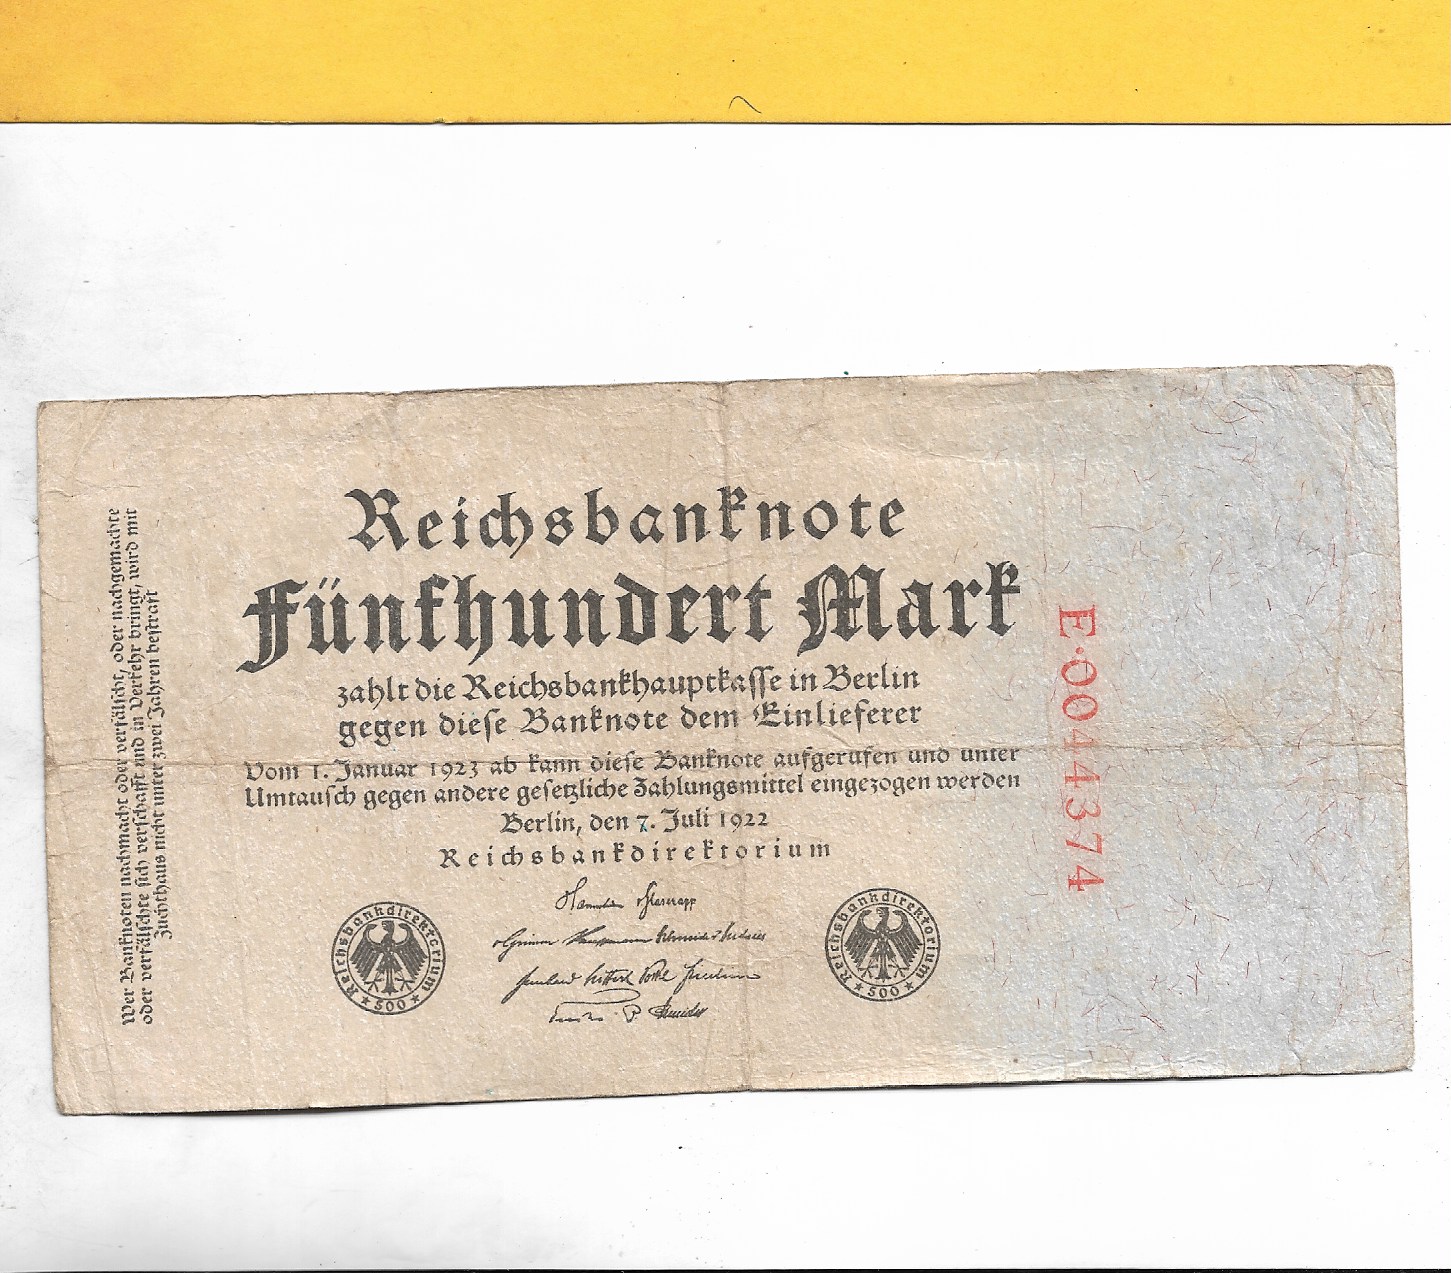 Reichsbanknote
Fünfhundert Mark
zahlt die Reichsbankhauptkasse in Berlin
gegen diese Banknote dem Einlieferer
Vom 1. Januar 1923 ab kann diese Banknote aufgerufen und unter
Umtausch gegen andere gesetzliche Zahlungsmittel eingezogen werden
Berlin, den 7. Juli 1922
Reichsbankdirektorium
Reichsbankdirektorium
* 500 *
Reichsbankdirektorium
* 500 *
Wer Banknoten nachmacht oder verfälscht, oder nachgemachte
oder verfälschte sich verschafft und in Verkehr bringt, wird mit
Zuchthaus nicht unter zwei Jahren bestraft
E·0044374